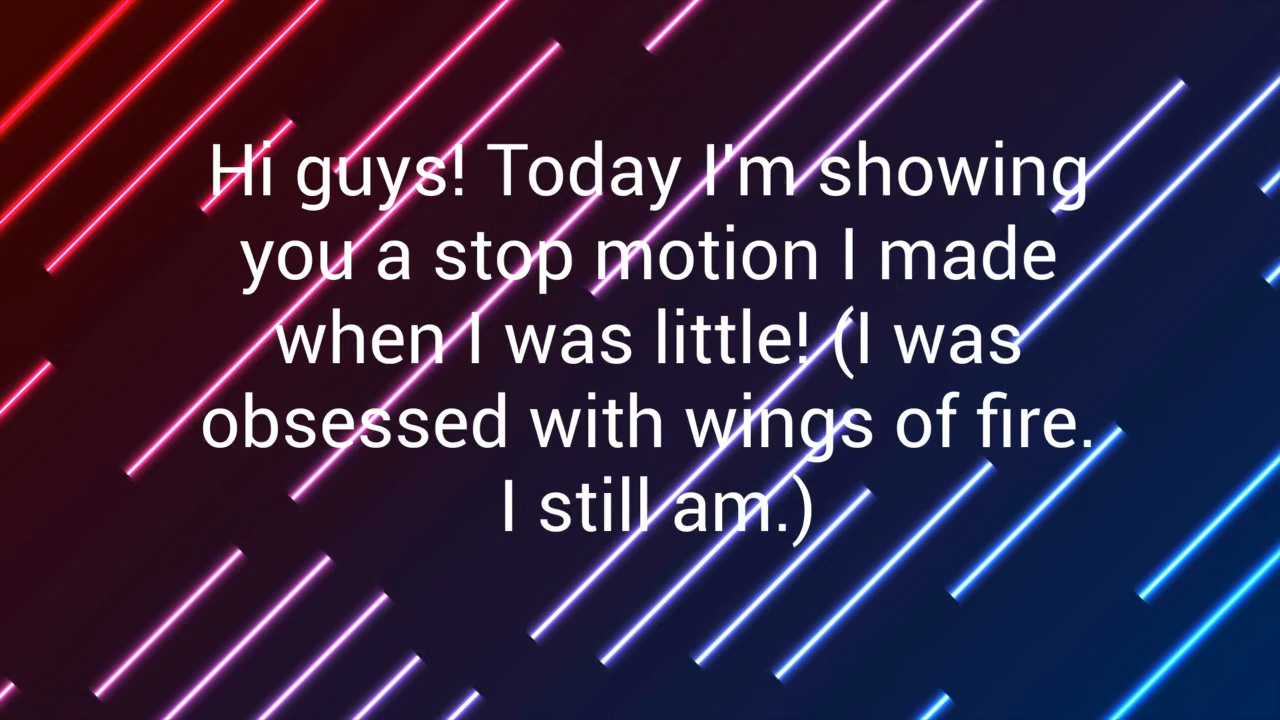 Hi guys! Today I'm showing
you a stop motion I made
when I was little! (I was
obsessed with wings of fire.
I still am.)